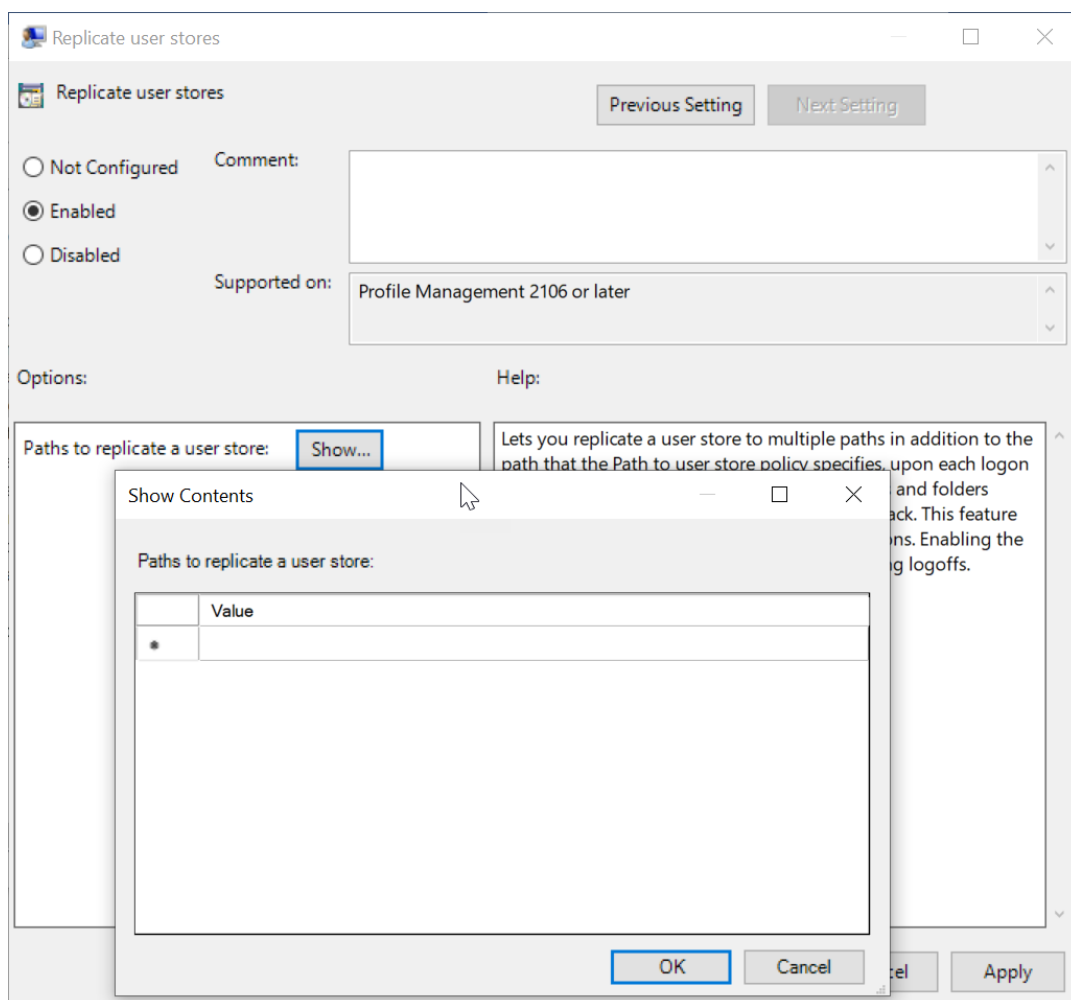 Replicate user stores
Replicate user stores
Previous Setting
Next Setting
Not Configured
Comment:
Enabled
Disabled
Supported on:
Profile Management 2106 or later
Options:
Help:
Paths to replicate a user store:
Show...
Lets you replicate a user store to multiple paths in addition to the
path that the Path to user store policy specifies, upon each logon
and folders
ack. This feature
ons. Enabling the
g logoffs.
Show Contents
Paths to replicate a user store:
Value
OK
Cancel
cel
Apply